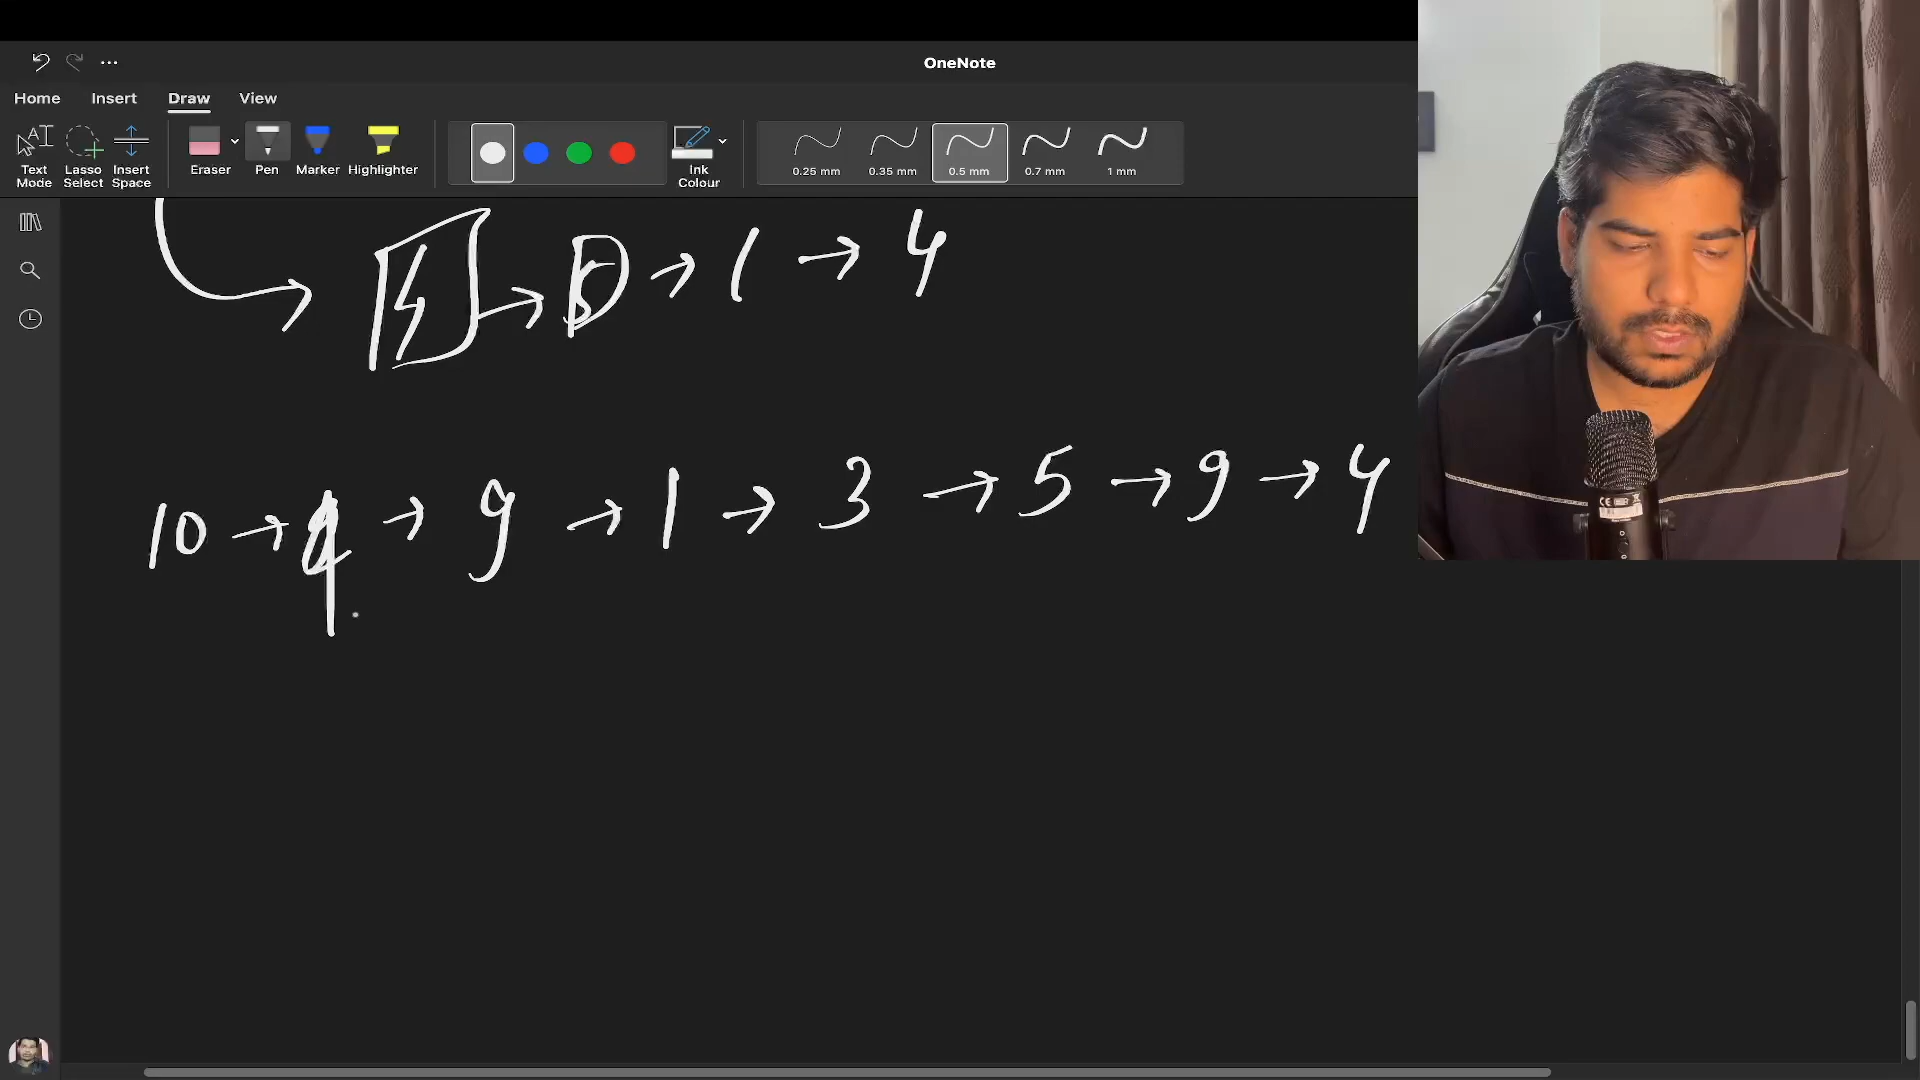 OneNote
Home Insert Draw View
Text Mode
Lasso Select
Insert Space
Eraser
Pen
Marker
Highlighter
Ink Colour
0.25 mm
0.35 mm
0.5 mm
0.7 mm
1 mm
→ → 1 → 4
10 → → 9 → 1 → 3 → 5 → 9 → 4